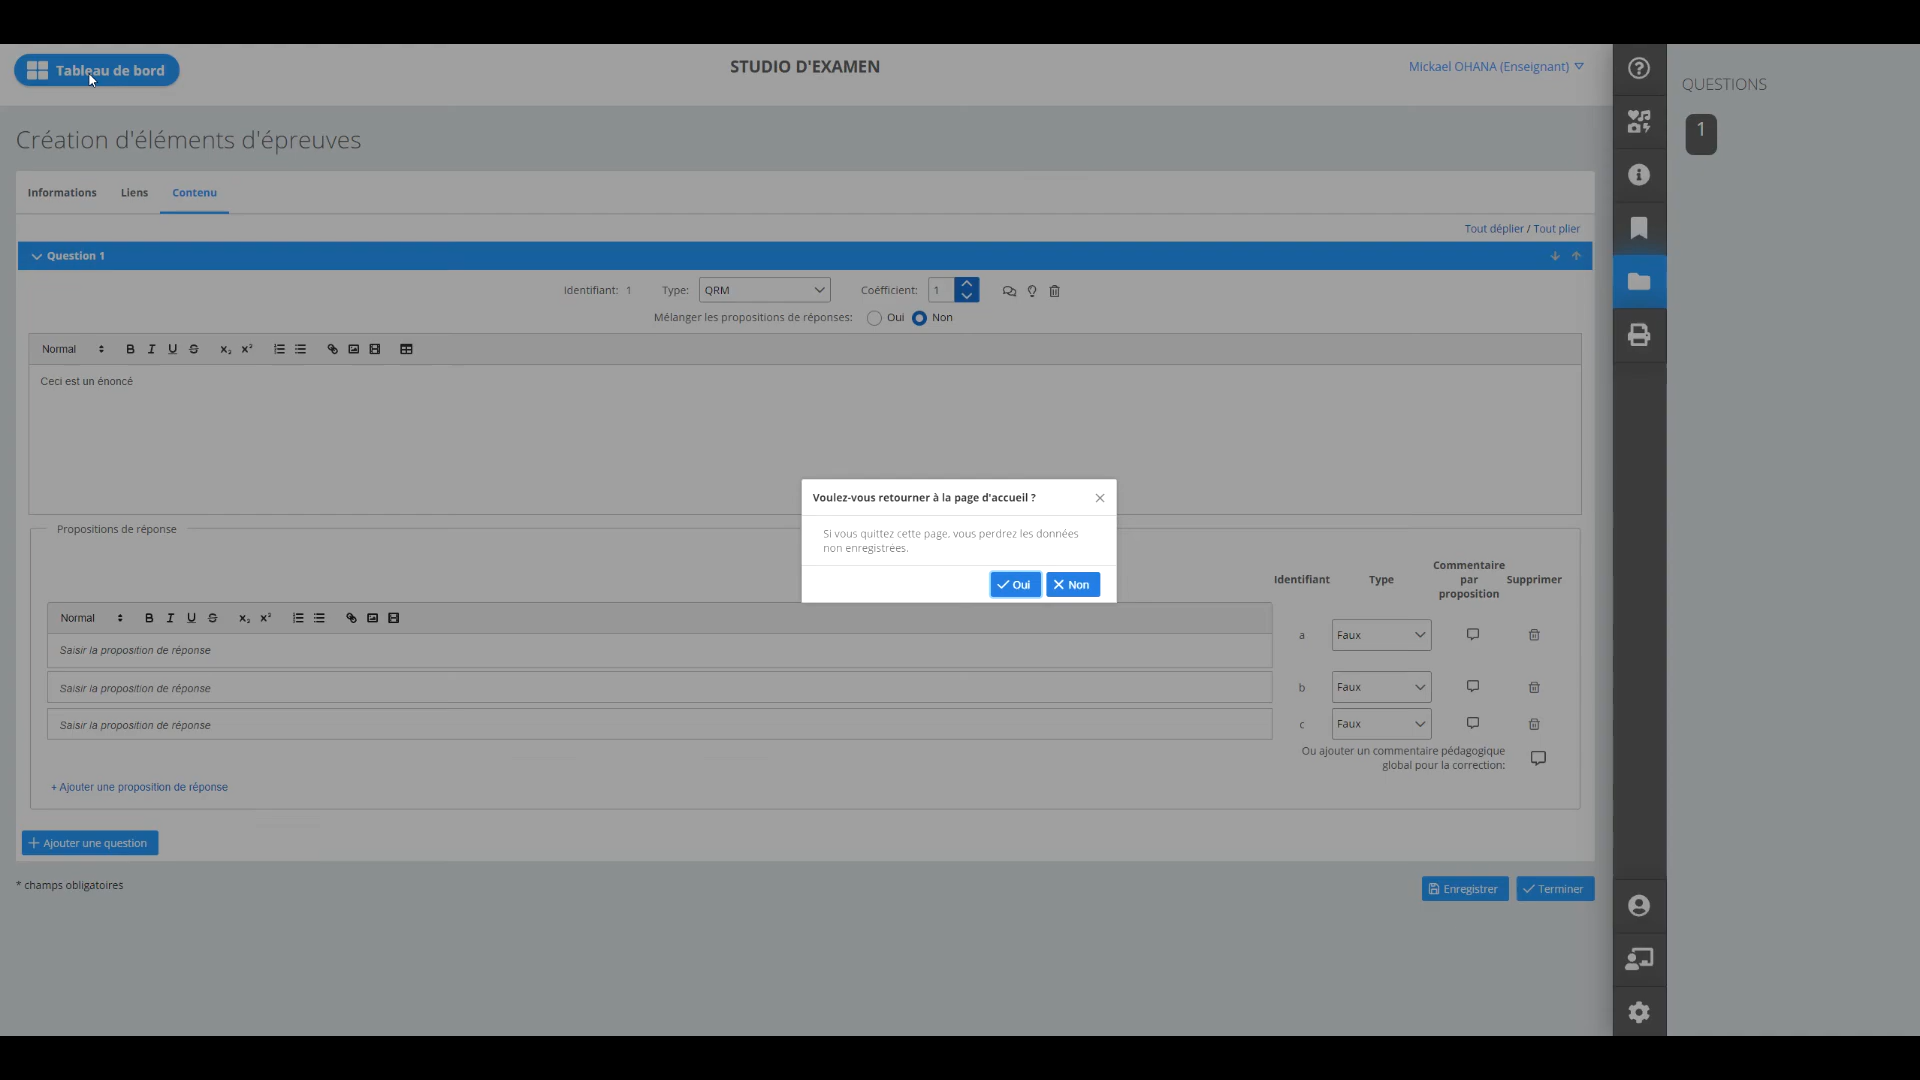 Tableau de bord
STUDIO D'EXAMEN
Mickael OHANA (Enseignant)
QUESTIONS
1
Création d'éléments d'épreuves
Informations
Liens
Contenu
Tout déplier / Tout plier
Question 1
Identifiant: 1
Type: QRM
Coéfficient: 1
Mélanger les propositions de réponses: Oui Non
Normal B I U S x₂ x²
Ceci est un énoncé
Voulez-vous retourner à la page d'accueil ?
Si vous quittez cette page, vous perdrez les données
non enregistrées.
Oui
Non
Propositions de réponse
Identifiant
Type
Commentaire
par
proposition
Supprimer
Normal B I U S x₂ x²
Saisir la proposition de réponse
a
Faux
Saisir la proposition de réponse
b
Faux
Saisir la proposition de réponse
c
Faux
Ou ajouter un commentaire pédagogique
global pour la correction:
+ Ajouter une proposition de réponse
+ Ajouter une question
* champs obligatoires
Enregistrer
Terminer